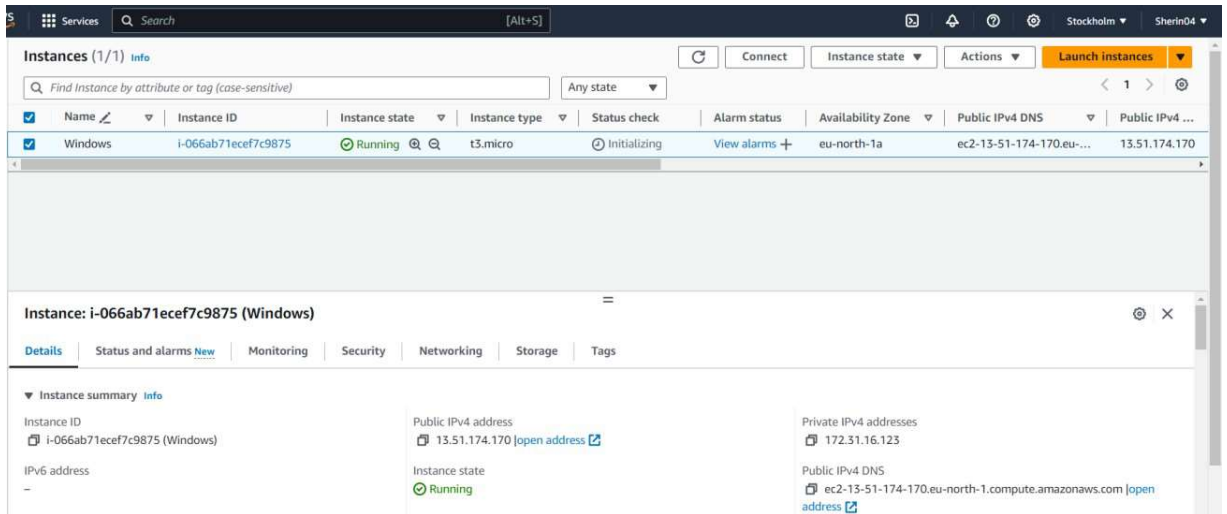 Services Search [Alt+S] Stockholm ▼ Sherin04 ▼
Instances (1/1) Info Connect Instance state ▼ Actions ▼ Launch instances ▼
Find Instance by attribute or tag (case-sensitive) Any state ▼ < 1 >
Name Instance ID Instance state Instance type Status check Alarm status Availability Zone Public IPv4 DNS Public IPv4 ...
Windows i-066ab71ecef7c9875 Running t3.micro Initializing View alarms + eu-north-1a ec2-13-51-174-170.eu-... 13.51.174.170
Instance: i-066ab71ecef7c9875 (Windows)
Details Status and alarms New Monitoring Security Networking Storage Tags
▼ Instance summary Info
Instance ID Public IPv4 address Private IPv4 addresses
i-066ab71ecef7c9875 (Windows) 13.51.174.170 |open address 172.31.16.123
IPv6 address Instance state Public IPv4 DNS
– Running ec2-13-51-174-170.eu-north-1.compute.amazonaws.com |open
address